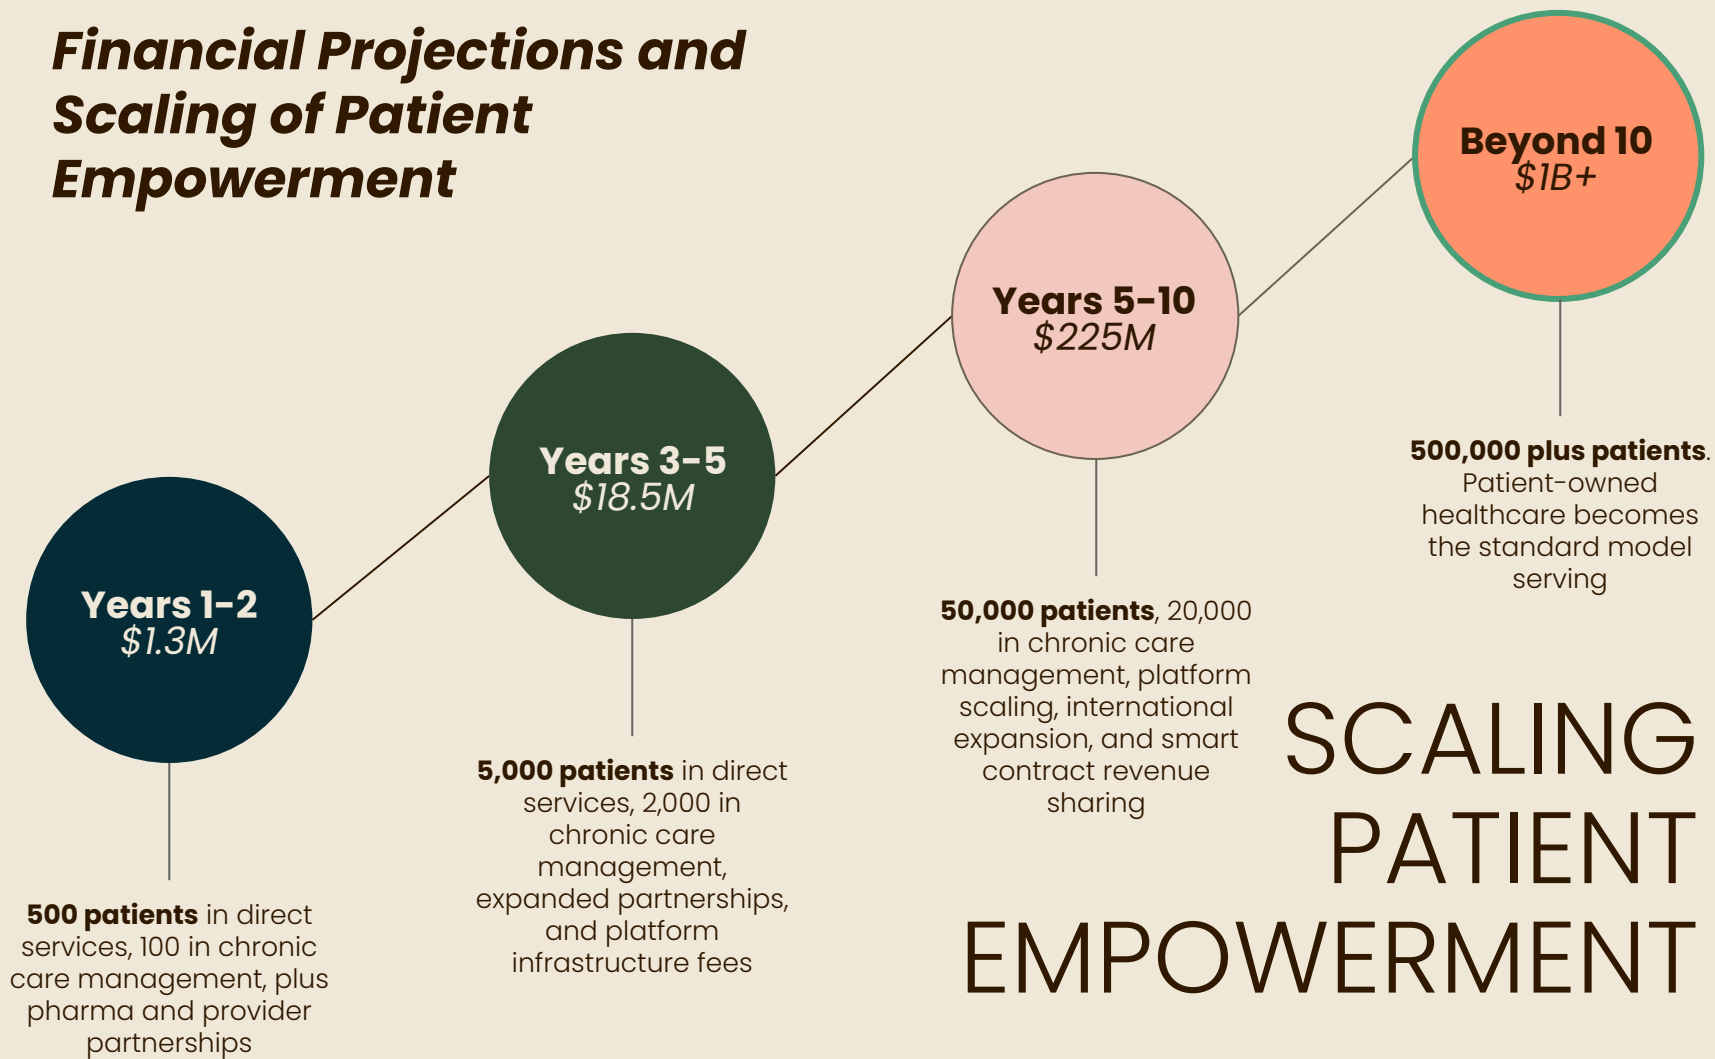 Financial Projections and
Scaling of Patient
Empowerment
Years 1-2
$1.3M
500 patients in direct
services, 100 in chronic
care management, plus
pharma and provider
partnerships
Years 3-5
$18.5M
5,000 patients in direct
services, 2,000 in
chronic care
management,
expanded partnerships,
and platform
infrastructure fees
Years 5-10
$225M
50,000 patients, 20,000
in chronic care
management, platform
scaling, international
expansion, and smart
contract revenue
sharing
Beyond 10
$1B+
500,000 plus patients.
Patient-owned
healthcare becomes
the standard model
serving
SCALING
PATIENT
EMPOWERMENT